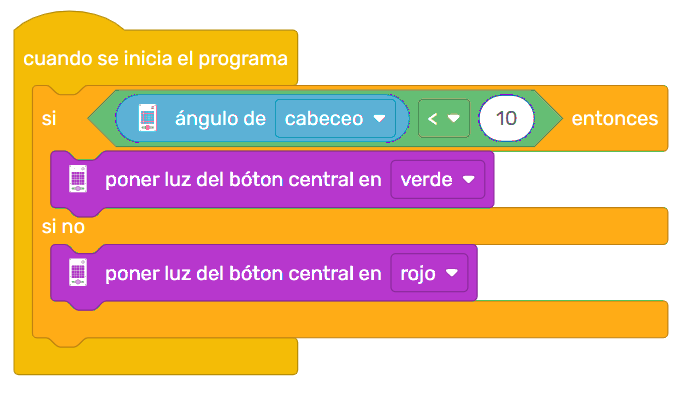 cuando se inicia el programa
si ángulo de cabeceo < 10 entonces
poner luz del bóton central en verde
si no
poner luz del bóton central en rojo